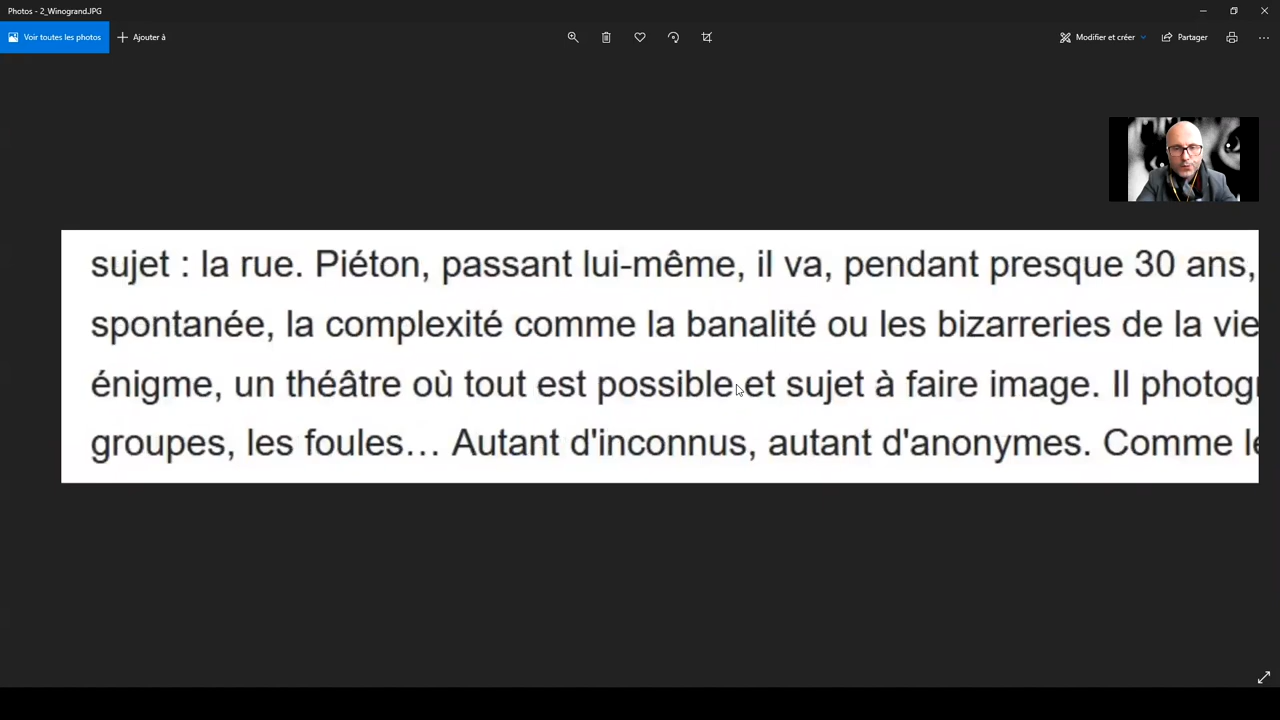 Photos - 2_Winogrand.JPG
Voir toutes les photos
Ajouter à
Modifier et créer
Partager
sujet : la rue. Piéton, passant lui-même, il va, pendant presque 30 ans,
spontanée, la complexité comme la banalité ou les bizarreries de la vie
énigme, un théâtre où tout est possible et sujet à faire image. Il photogr
groupes, les foules… Autant d'inconnus, autant d'anonymes. Comme le